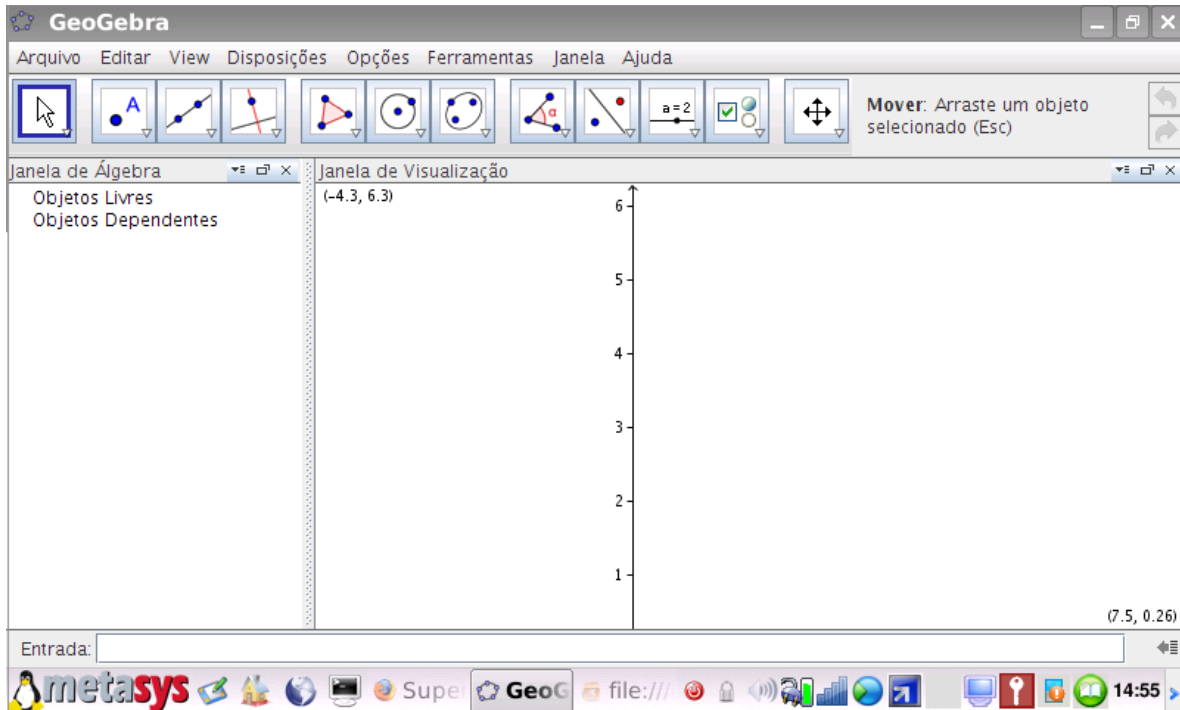 GeoGebra
Arquivo Editar View Disposições Opções Ferramentas Janela Ajuda
A
α
a=2
Mover: Arraste um objeto
selecionado (Esc)
Janela de Álgebra
Objetos Livres
Objetos Dependentes
Janela de Visualização
(-4.3, 6.3)
6
5
4
3
2
1
(7.5, 0.26)
Entrada:
metasys Super GeoG file:/// 14:55